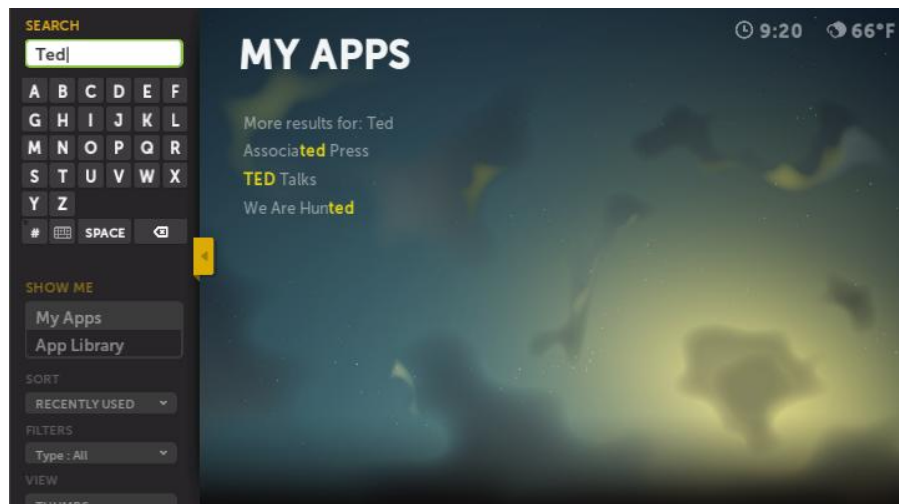 SEARCH
Ted
A B C D E F
G H I J K L
M N O P Q R
S T U V W X
Y Z
# SPACE
SHOW ME
My Apps
App Library
SORT
RECENTLY USED
FILTERS
Type : All
VIEW
MY APPS
9:20 66°F
More results for: Ted
Associated Press
TED Talks
We Are Hunted